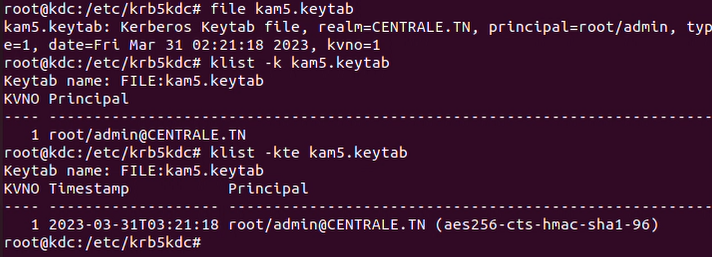 root@kdc:/etc/krb5kdc# file kam5.keytab
kam5.keytab: Kerberos Keytab file, realm=CENTRALE.TN, principal=root/admin, typ
e=1, date=Fri Mar 31 02:21:18 2023, kvno=1
root@kdc:/etc/krb5kdc# klist -k kam5.keytab
Keytab name: FILE:kam5.keytab
KVNO Principal
---- --------------------------------------------------------------------------
   1 root/admin@CENTRALE.TN
root@kdc:/etc/krb5kdc# klist -kte kam5.keytab
Keytab name: FILE:kam5.keytab
KVNO Timestamp           Principal
---- ------------------- ------------------------------------------------------
   1 2023-03-31T03:21:18 root/admin@CENTRALE.TN (aes256-cts-hmac-sha1-96)
root@kdc:/etc/krb5kdc#